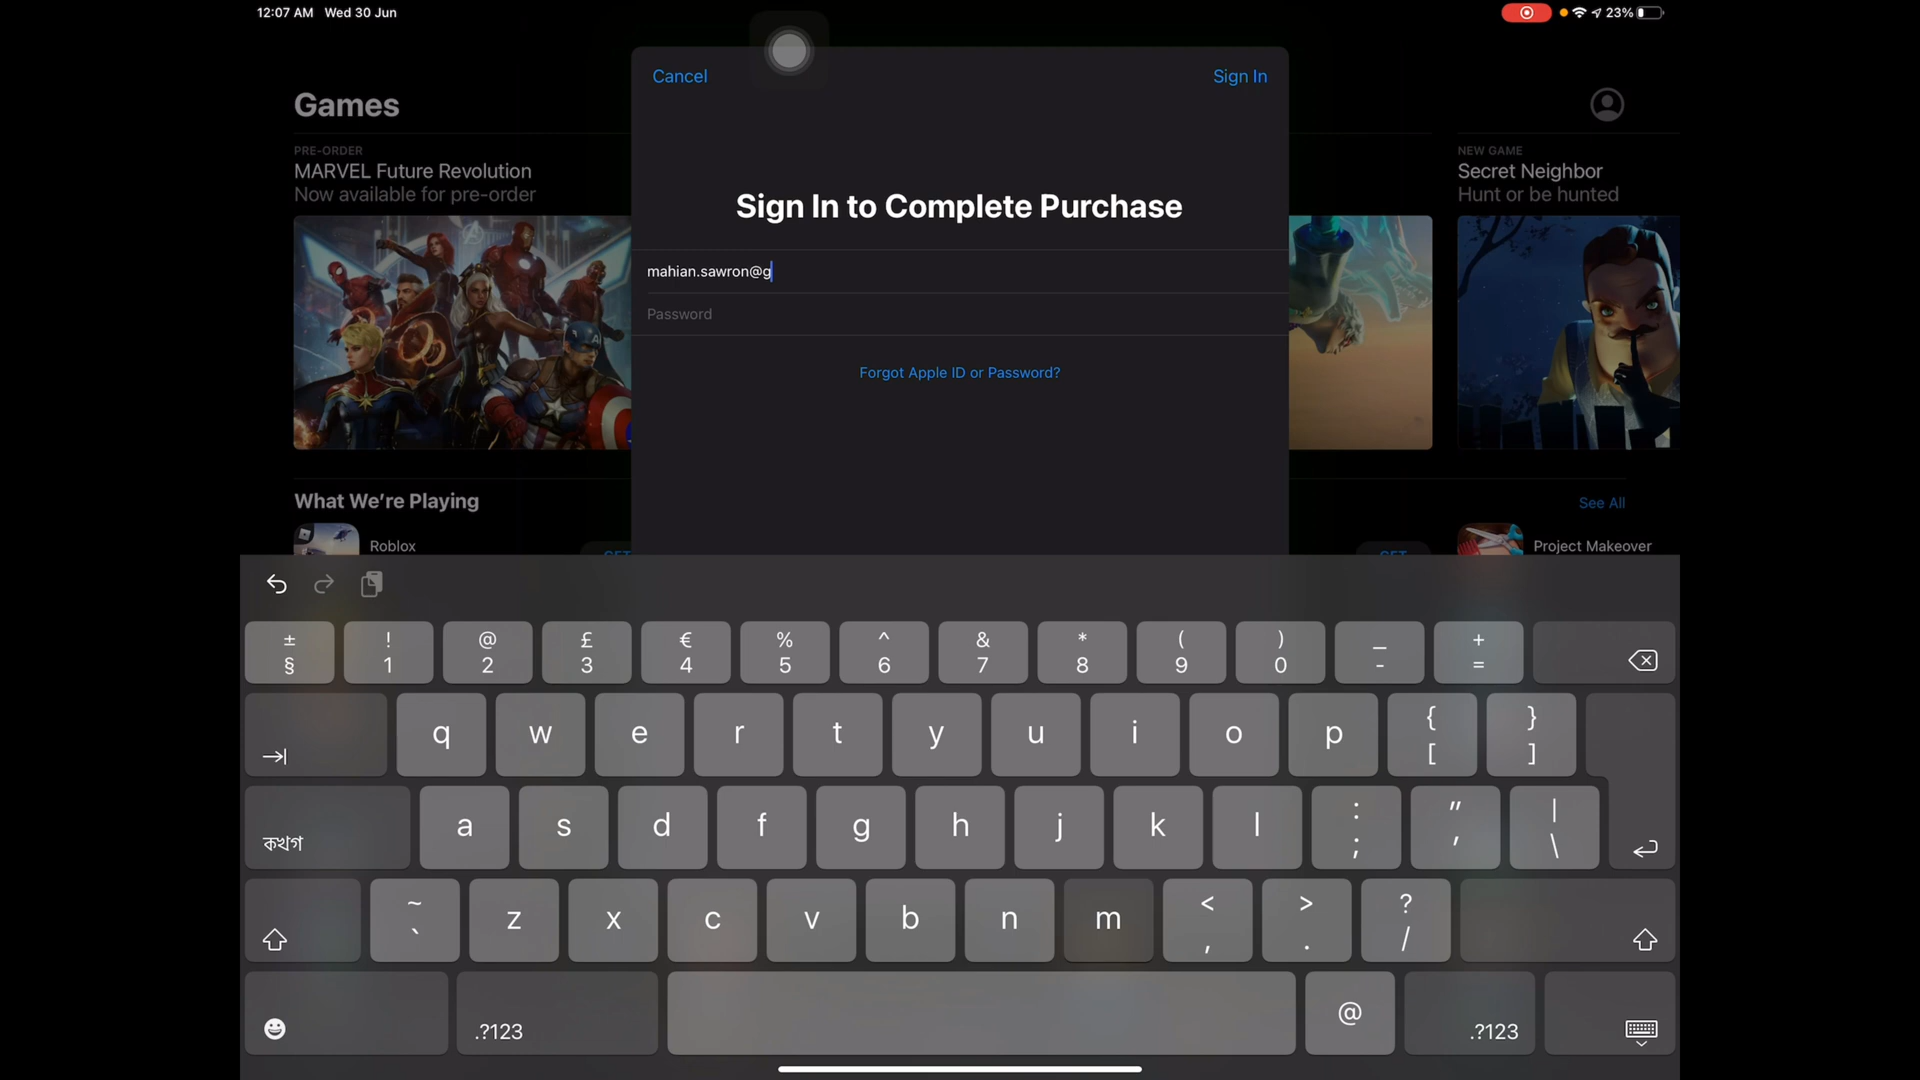 12:07 AM Wed 30 Jun
23%
Cancel
Sign In
Games
PRE-ORDER
MARVEL Future Revolution
Now available for pre-order
NEW GAME
Secret Neighbor
Hunt or be hunted
Sign In to Complete Purchase
mahian.sawron@g
Password
Forgot Apple ID or Password?
What We're Playing
See All
Roblox
Project Makeover
± ! @ £ € % ^ & * ( ) _ +
§ 1 2 3 4 5 6 7 8 9 0 - =
q w e r t y u i o p { }
[ ]
কখগ a s d f g h j k l : " |
; ' \
~ z x c v b n m < > ?
` , . /
.?123 @ .?123